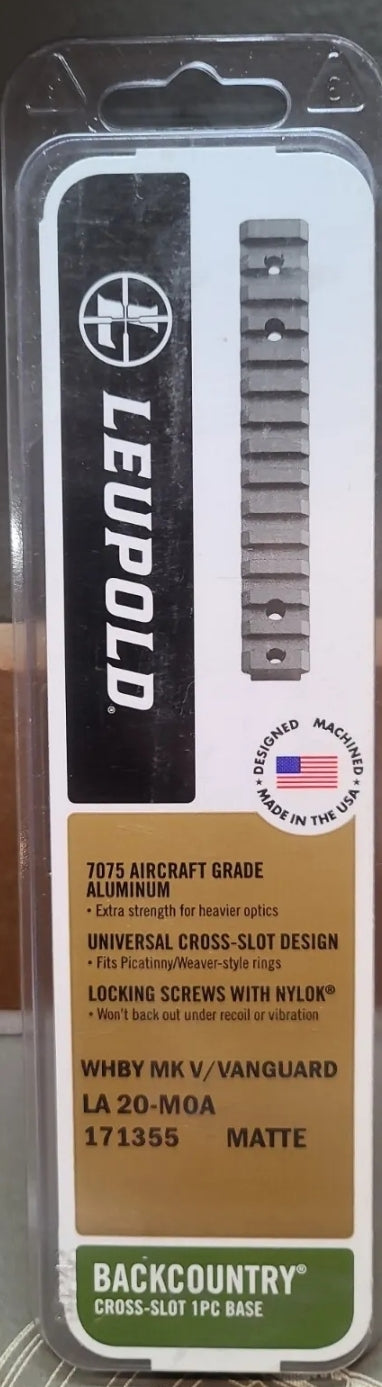 LEUPOLD®
DESIGNED MACHINED
MADE IN THE USA
7075 AIRCRAFT GRADE
ALUMINUM
• Extra strength for heavier optics
UNIVERSAL CROSS-SLOT DESIGN
• Fits Picatinny/Weaver-style rings
LOCKING SCREWS WITH NYLOK®
• Won't back out under recoil or vibration
WHBY MK V/VANGUARD
LA 20-MOA
171355 MATTE
BACKCOUNTRY®
CROSS-SLOT 1PC BASE